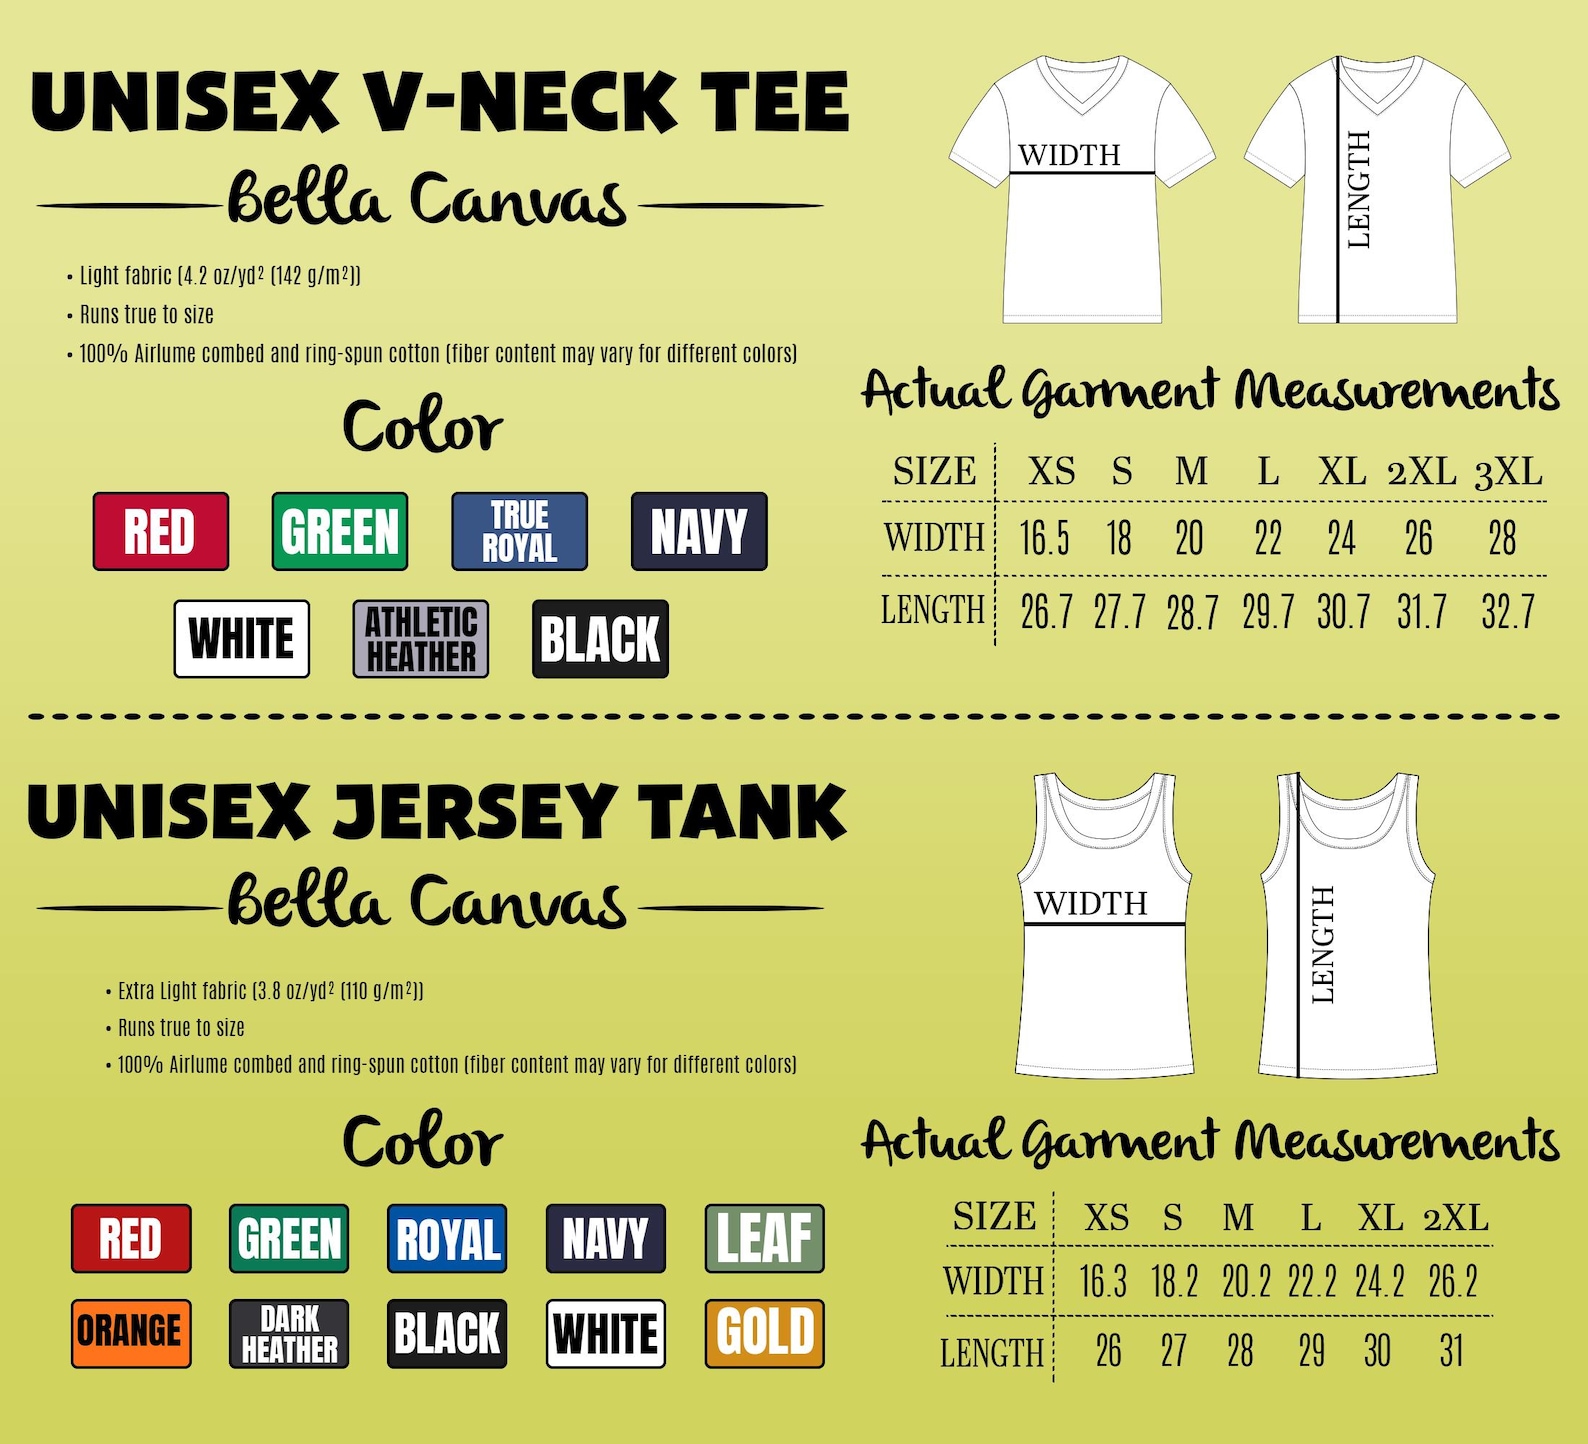 UNISEX V-NECK TEE
Bella Canvas
• Light fabric (4.2 oz/yd² (142 g/m²))
• Runs true to size
• 100% Airlume combed and ring-spun cotton (fiber content may vary for different colors)
Color
RED
GREEN
TRUE
ROYAL
NAVY
WHITE
ATHLETIC
HEATHER
BLACK
WIDTH
LENGTH
Actual Garment Measurements
SIZE XS S M L XL 2XL 3XL
WIDTH 16.5 18 20 22 24 26 28
LENGTH 26.7 27.7 28.7 29.7 30.7 31.7 32.7
UNISEX JERSEY TANK
Bella Canvas
• Extra Light fabric (3.8 oz/yd² (110 g/m²))
• Runs true to size
• 100% Airlume combed and ring-spun cotton (fiber content may vary for different colors)
Color
RED
GREEN
ROYAL
NAVY
LEAF
ORANGE
DARK
HEATHER
BLACK
WHITE
GOLD
WIDTH
LENGTH
Actual Garment Measurements
SIZE XS S M L XL 2XL
WIDTH 16.3 18.2 20.2 22.2 24.2 26.2
LENGTH 26 27 28 29 30 31